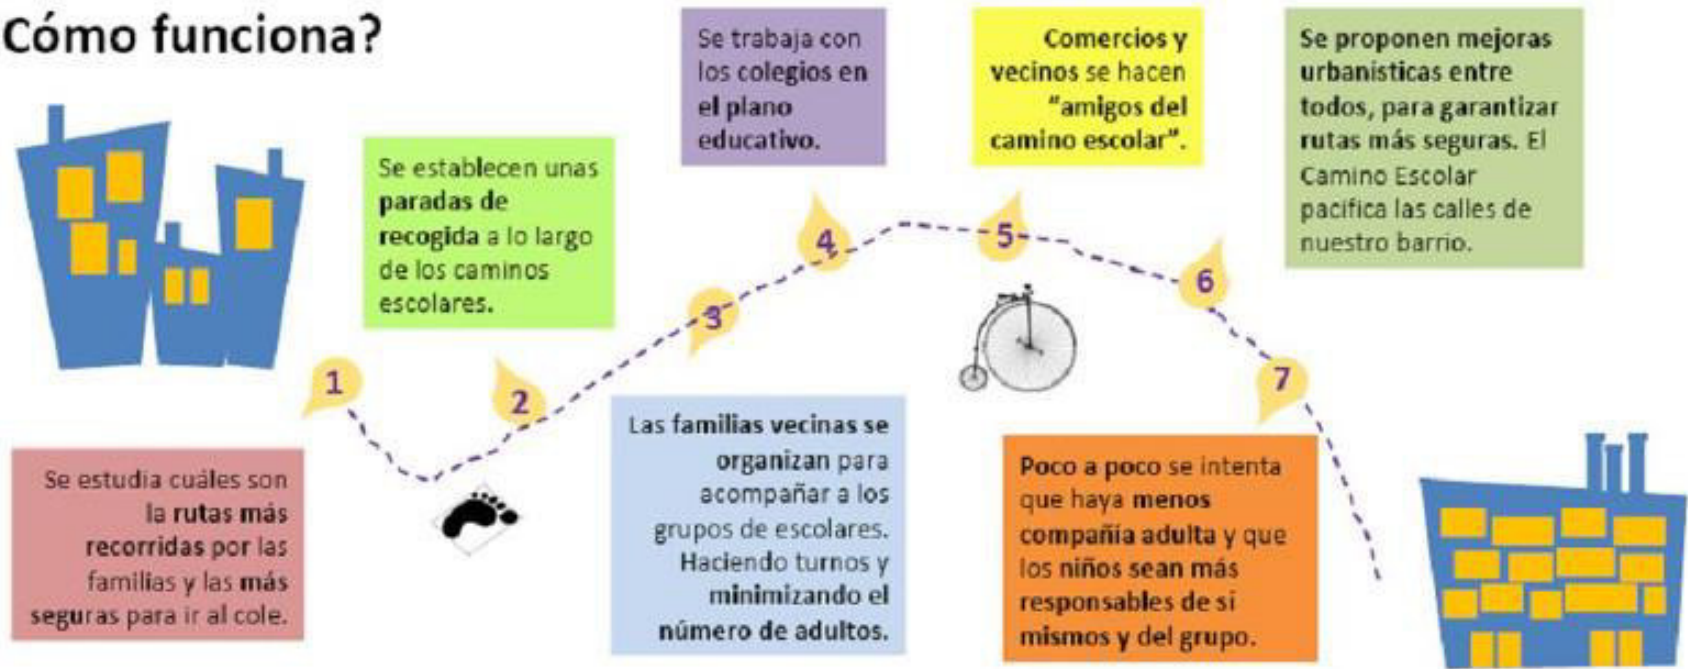 Cómo funciona?
1
Se estudia cuáles son
la rutas más
recorridas por las
familias y las más
seguras para ir al cole.
2
Se establecen unas
paradas de
recogida a lo largo
de los caminos
escolares.
3
Las familias vecinas se
organizan para
acompañar a los
grupos de escolares.
Haciendo turnos y
minimizando el
número de adultos.
4
Se trabaja con
los colegios en
el plano
educativo.
5
Comercios y
vecinos se hacen
"amigos del
camino escolar".
6
Se proponen mejoras
urbanísticas entre
todos, para garantizar
rutas más seguras. El
Camino Escolar
pacifica las calles de
nuestro barrio.
7
Poco a poco se intenta
que haya menos
compañía adulta y que
los niños sean más
responsables de sí
mismos y del grupo.